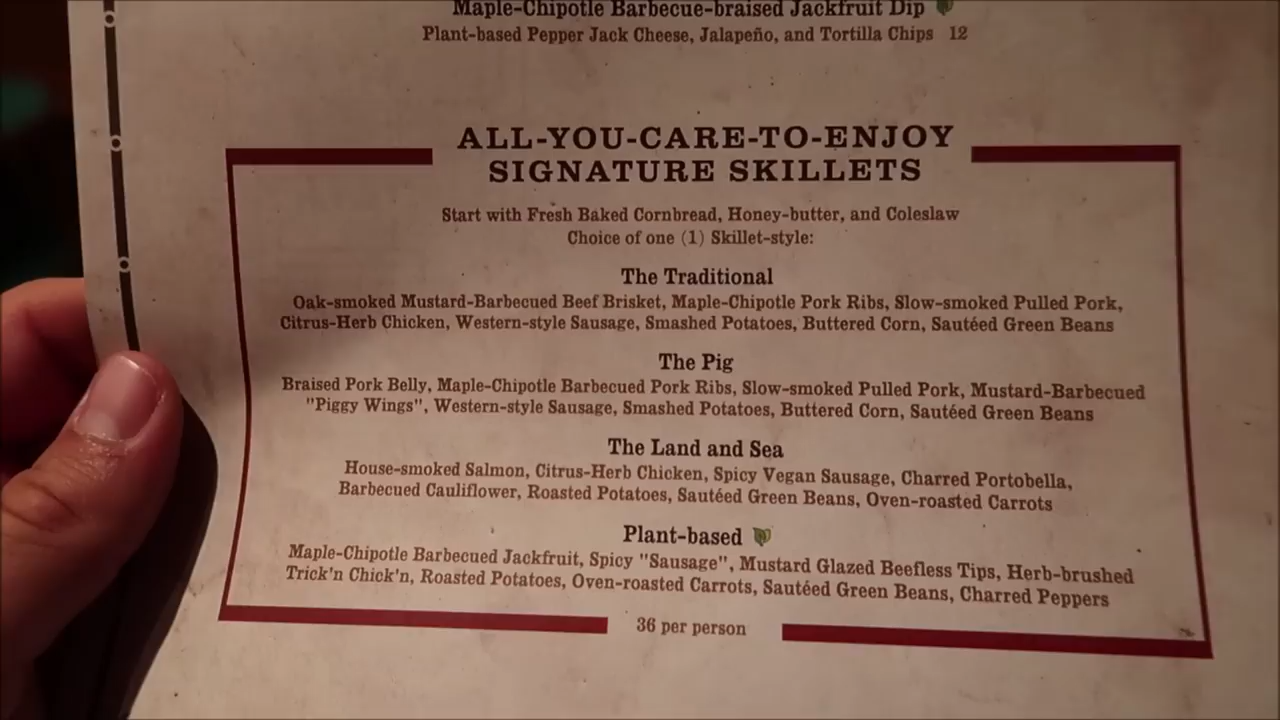 Maple-Chipotle Barbecue-braised Jackfruit Dip
Plant-based Pepper Jack Cheese, Jalapeño, and Tortilla Chips 12
ALL-YOU-CARE-TO-ENJOY
SIGNATURE SKILLETS
Start with Fresh Baked Cornbread, Honey-butter, and Coleslaw
Choice of one (1) Skillet-style:
The Traditional
Oak-smoked Mustard-Barbecued Beef Brisket, Maple-Chipotle Pork Ribs, Slow-smoked Pulled Pork,
Citrus-Herb Chicken, Western-style Sausage, Smashed Potatoes, Buttered Corn, Sautéed Green Beans
The Pig
Braised Pork Belly, Maple-Chipotle Barbecued Pork Ribs, Slow-smoked Pulled Pork, Mustard-Barbecued
"Piggy Wings", Western-style Sausage, Smashed Potatoes, Buttered Corn, Sautéed Green Beans
The Land and Sea
House-smoked Salmon, Citrus-Herb Chicken, Spicy Vegan Sausage, Charred Portobella,
Barbecued Cauliflower, Roasted Potatoes, Sautéed Green Beans, Oven-roasted Carrots
Plant-based
Maple-Chipotle Barbecued Jackfruit, Spicy "Sausage", Mustard Glazed Beefless Tips, Herb-brushed
Trick'n Chick'n, Roasted Potatoes, Oven-roasted Carrots, Sautéed Green Beans, Charred Peppers
36 per person